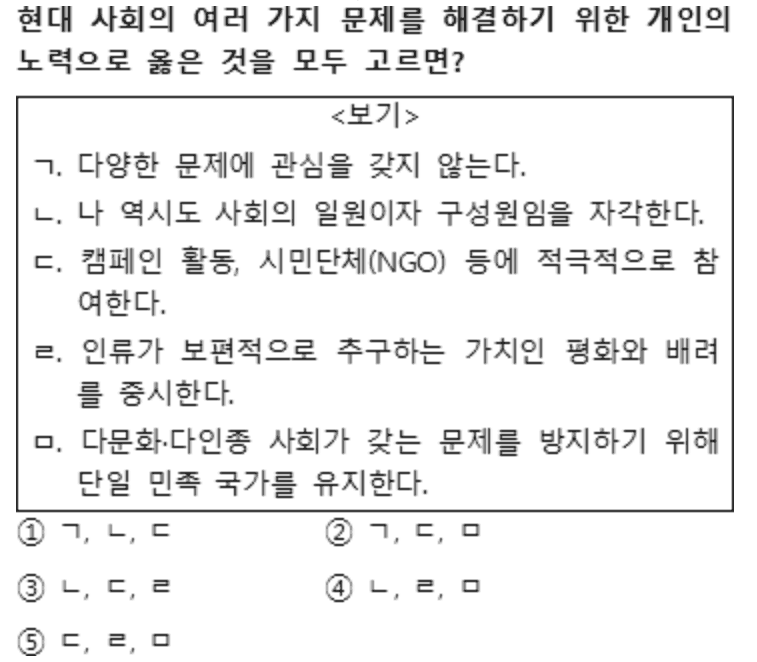 현대 사회의 여러 가지 문제를 해결하기 위한 개인의
노력으로 옳은 것을 모두 고르면?
<보기>
ㄱ. 다양한 문제에 관심을 갖지 않는다.
ㄴ. 나 역시도 사회의 일원이자 구성원임을 자각한다.
ㄷ. 캠페인 활동, 시민단체(NGO) 등에 적극적으로 참
여한다.
ㄹ. 인류가 보편적으로 추구하는 가치인 평화와 배려
를 중시한다.
ㅁ. 다문화·다인종 사회가 갖는 문제를 방지하기 위해
단일 민족 국가를 유지한다.
① ㄱ, ㄴ, ㄷ ② ㄱ, ㄷ, ㅁ
③ ㄴ, ㄷ, ㄹ ④ ㄴ, ㄹ, ㅁ
⑤ ㄷ, ㄹ, ㅁ